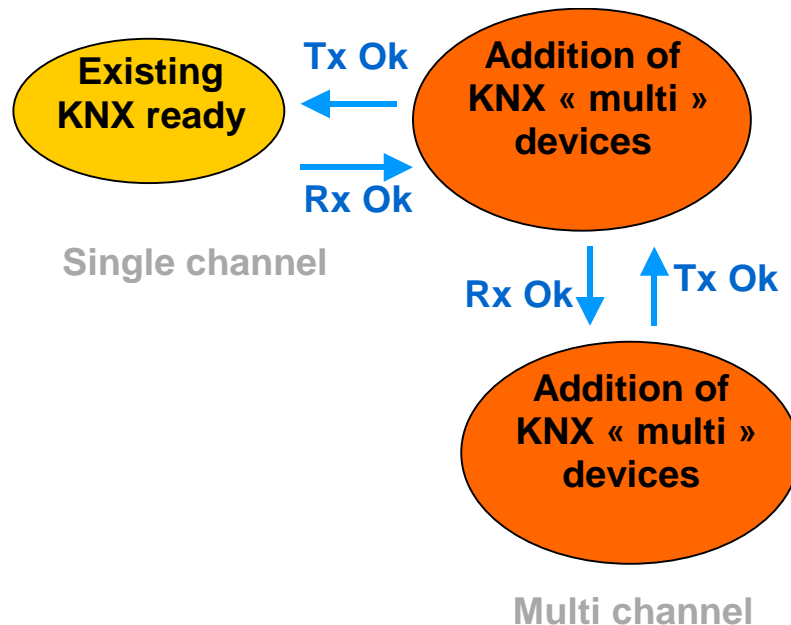 Existing
KNX ready
Tx Ok
Rx Ok
Addition of
KNX « multi »
devices
Single channel
Rx Ok
Tx Ok
Addition of
KNX « multi »
devices
Multi channel